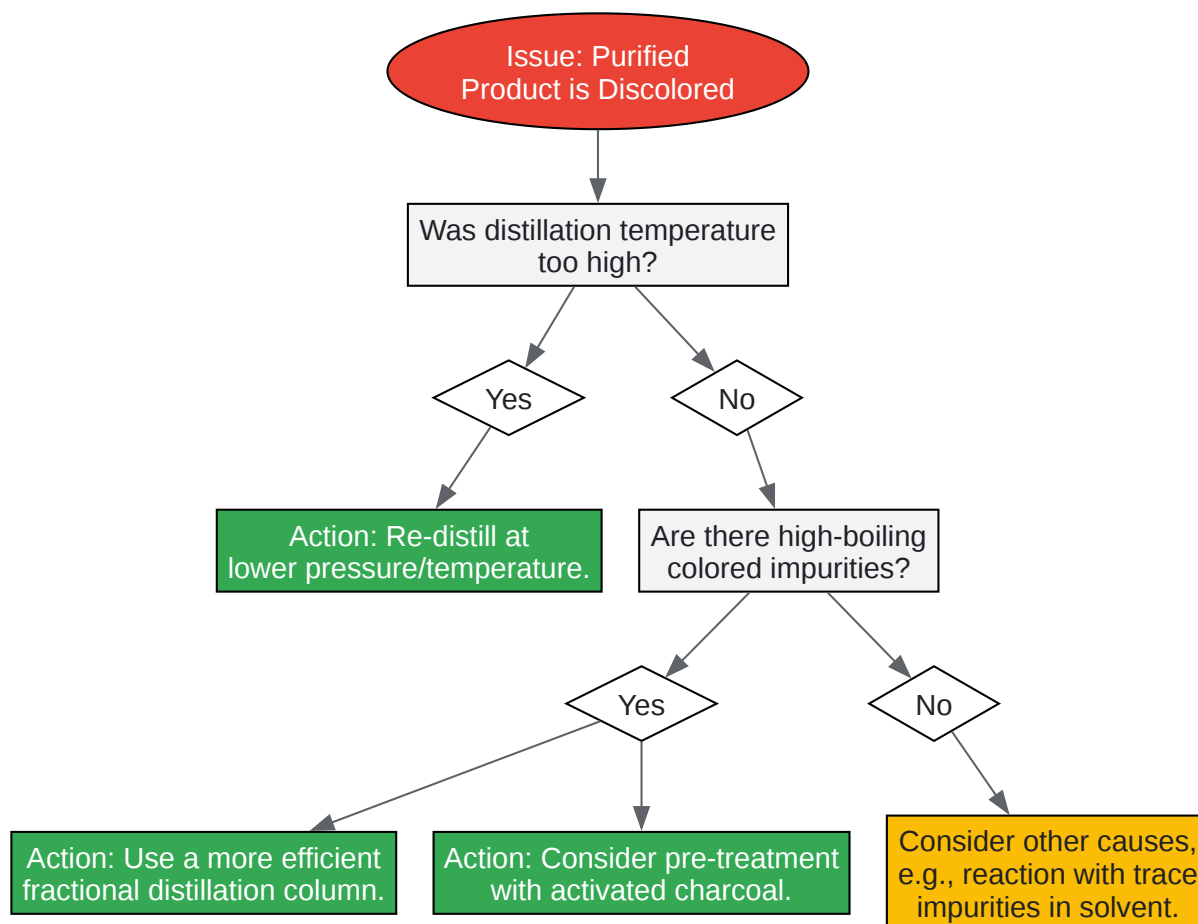 Issue: Purified
Product is Discolored
Was distillation temperature
too high?
Yes
No
Action: Re-distill at
lower pressure/temperature.
Are there high-boiling
colored impurities?
Yes
No
Action: Use a more efficient
fractional distillation column.
Action: Consider pre-treatment
with activated charcoal.
Consider other causes,
e.g., reaction with trace
impurities in solvent.